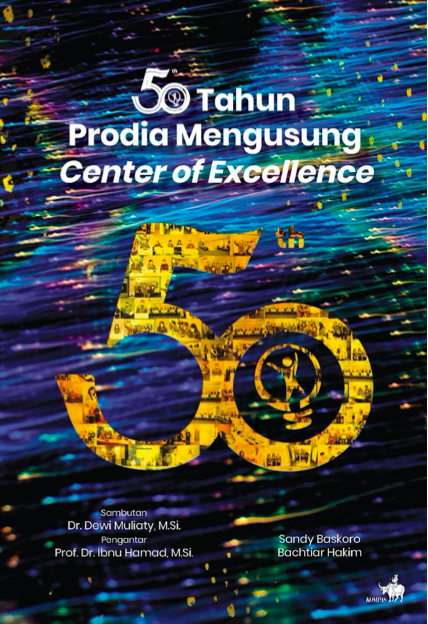 50th Tahun
Prodia Mengusung
Center of Excellence
50th
Sambutan
Dr. Dewi Muliaty, M.Si.
Pengantar
Prof. Dr. Ibnu Hamad, M.Si.
Sandy Baskoro
Bachtiar Hakim
KOMPAS